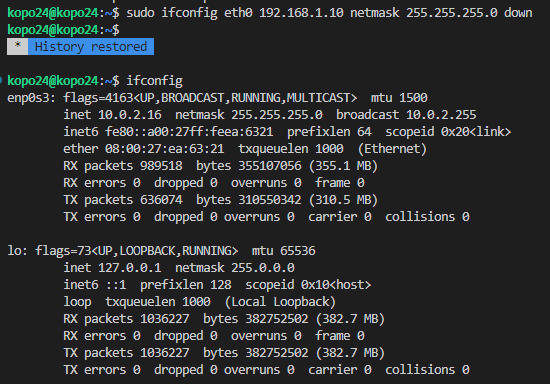 kopo24@kopo24:~$ sudo ifconfig eth0 192.168.1.10 netmask 255.255.255.0 down
kopo24@kopo24:~$
* History restored
kopo24@kopo24:~$ ifconfig
enp0s3: flags=4163<UP,BROADCAST,RUNNING,MULTICAST>  mtu 1500
        inet 10.0.2.16  netmask 255.255.255.0  broadcast 10.0.2.255
        inet6 fe80::a00:27ff:feea:6321  prefixlen 64  scopeid 0x20<link>
        ether 08:00:27:ea:63:21  txqueuelen 1000  (Ethernet)
        RX packets 989518  bytes 355107056 (355.1 MB)
        RX errors 0  dropped 0  overruns 0  frame 0
        TX packets 636074  bytes 310550342 (310.5 MB)
        TX errors 0  dropped 0 overruns 0  carrier 0  collisions 0
lo: flags=73<UP,LOOPBACK,RUNNING>  mtu 65536
        inet 127.0.0.1  netmask 255.0.0.0
        inet6 ::1  prefixlen 128  scopeid 0x10<host>
        loop  txqueuelen 1000  (Local Loopback)
        RX packets 1036227  bytes 382752502 (382.7 MB)
        RX errors 0  dropped 0  overruns 0  frame 0
        TX packets 1036227  bytes 382752502 (382.7 MB)
        TX errors 0  dropped 0 overruns 0  carrier 0  collisions 0